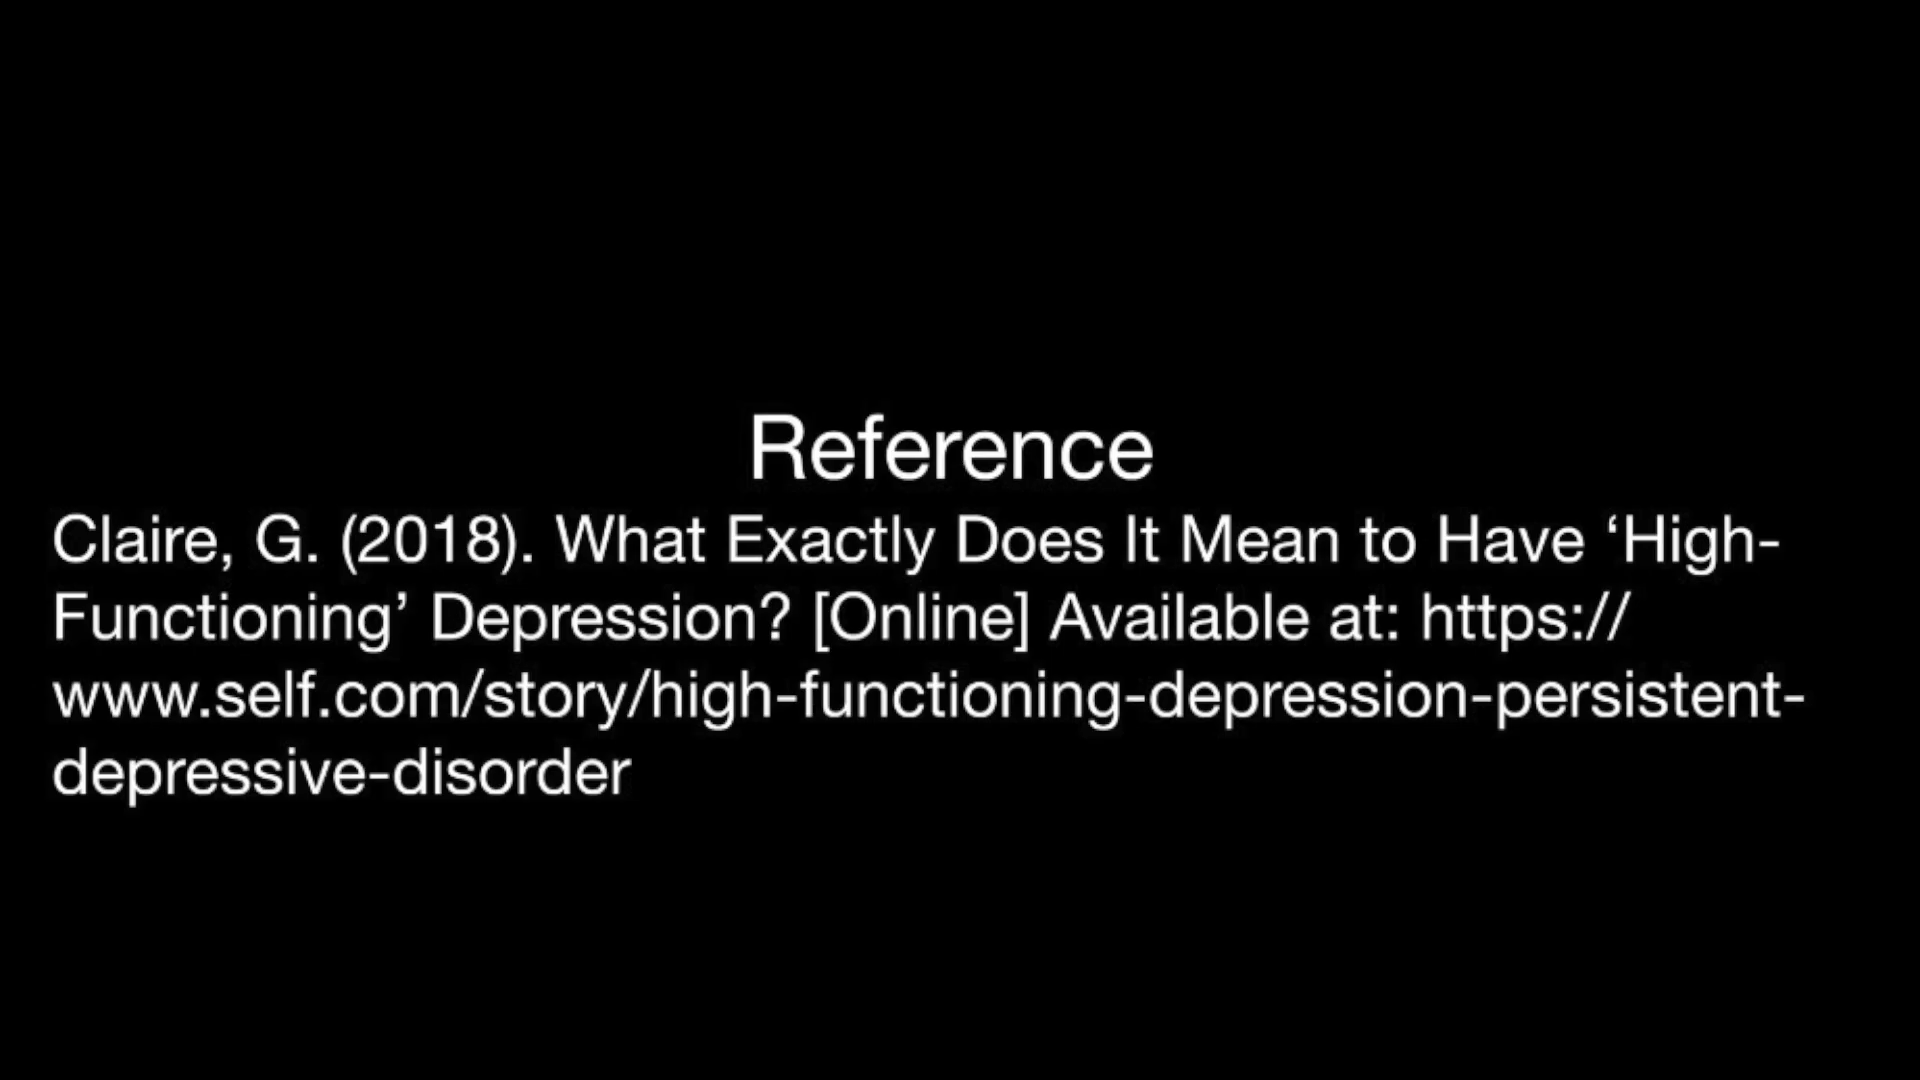 Reference
Claire, G. (2018). What Exactly Does It Mean to Have ‘High-
Functioning’ Depression? [Online] Available at: https://
www.self.com/story/high-functioning-depression-persistent-
depressive-disorder